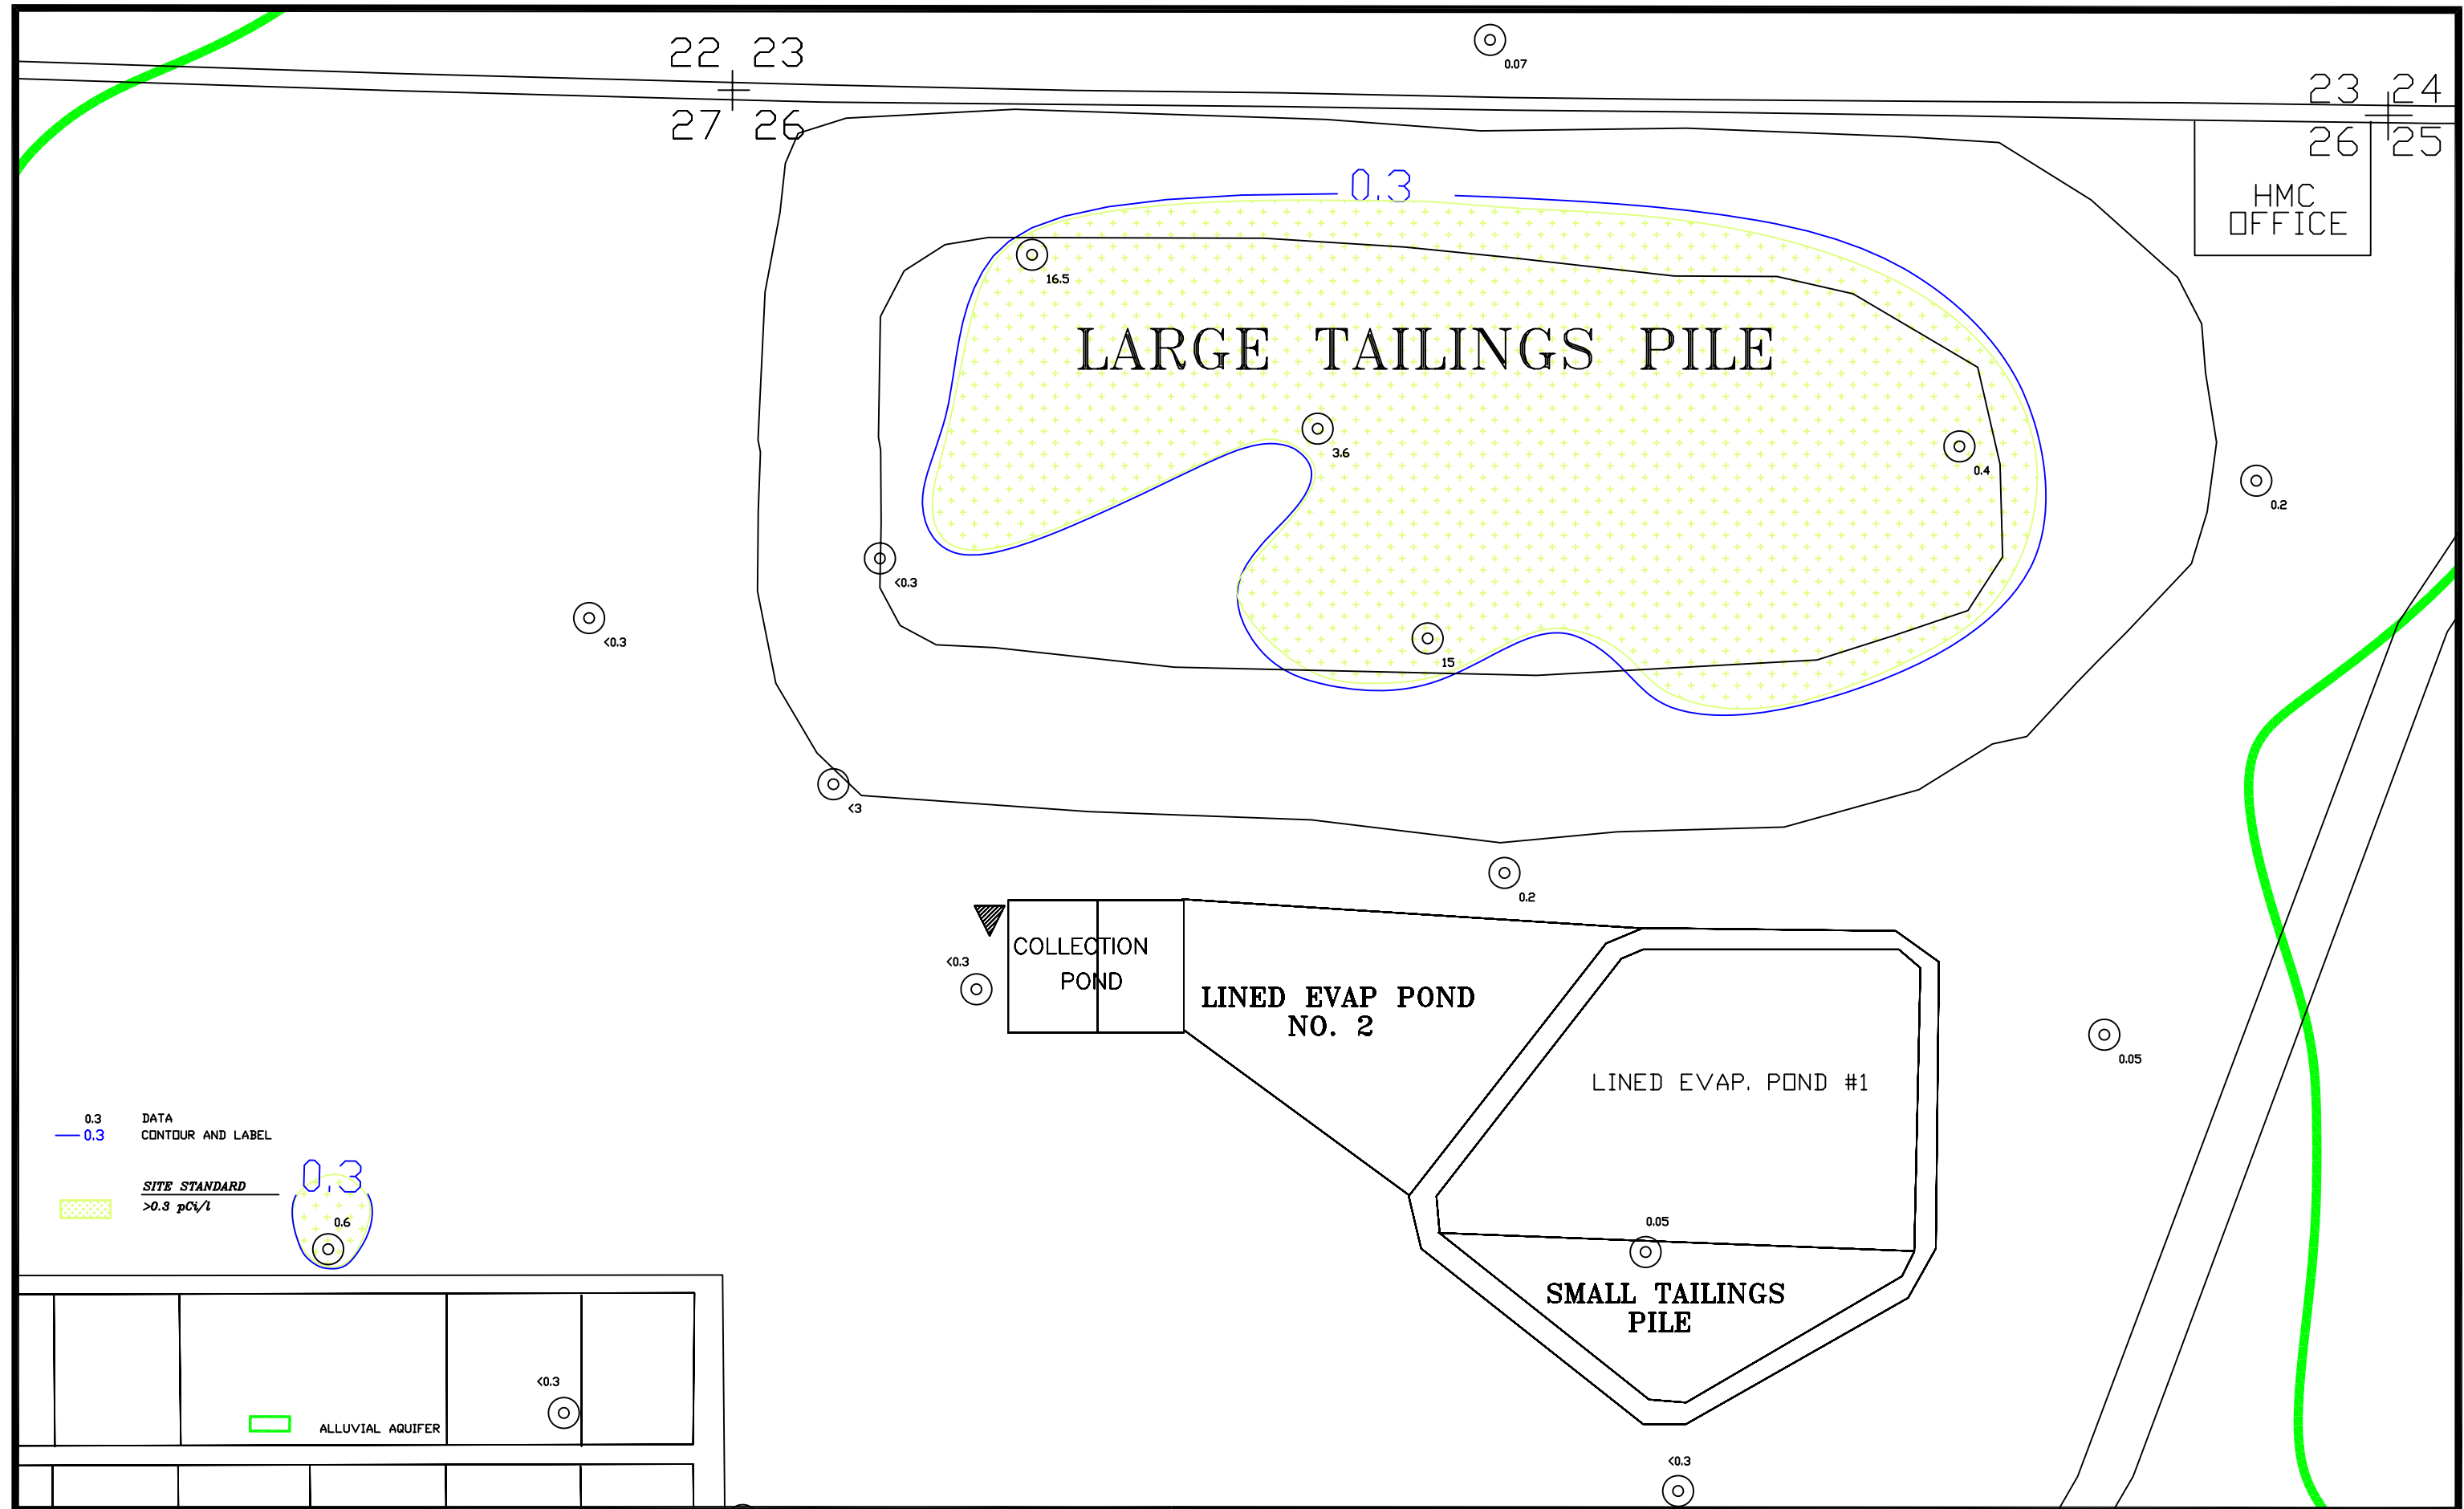 22 23
27 26
0.07
23 24
26 25
HMC
OFFICE
0.3
16.5
LARGE TAILINGS PILE
3.6
0.4
0.2
<0.3
<0.3
15
<3
0.2
<0.3
COLLECTION
POND
LINED EVAP POND
NO. 2
0.05
LINED EVAP. POND #1
0.3 DATA
0.3 CONTOUR AND LABEL
SITE STANDARD
>0.3 pCi/l
0.3
0.6
0.05
SMALL TAILINGS
PILE
<0.3
ALLUVIAL AQUIFER
<0.3